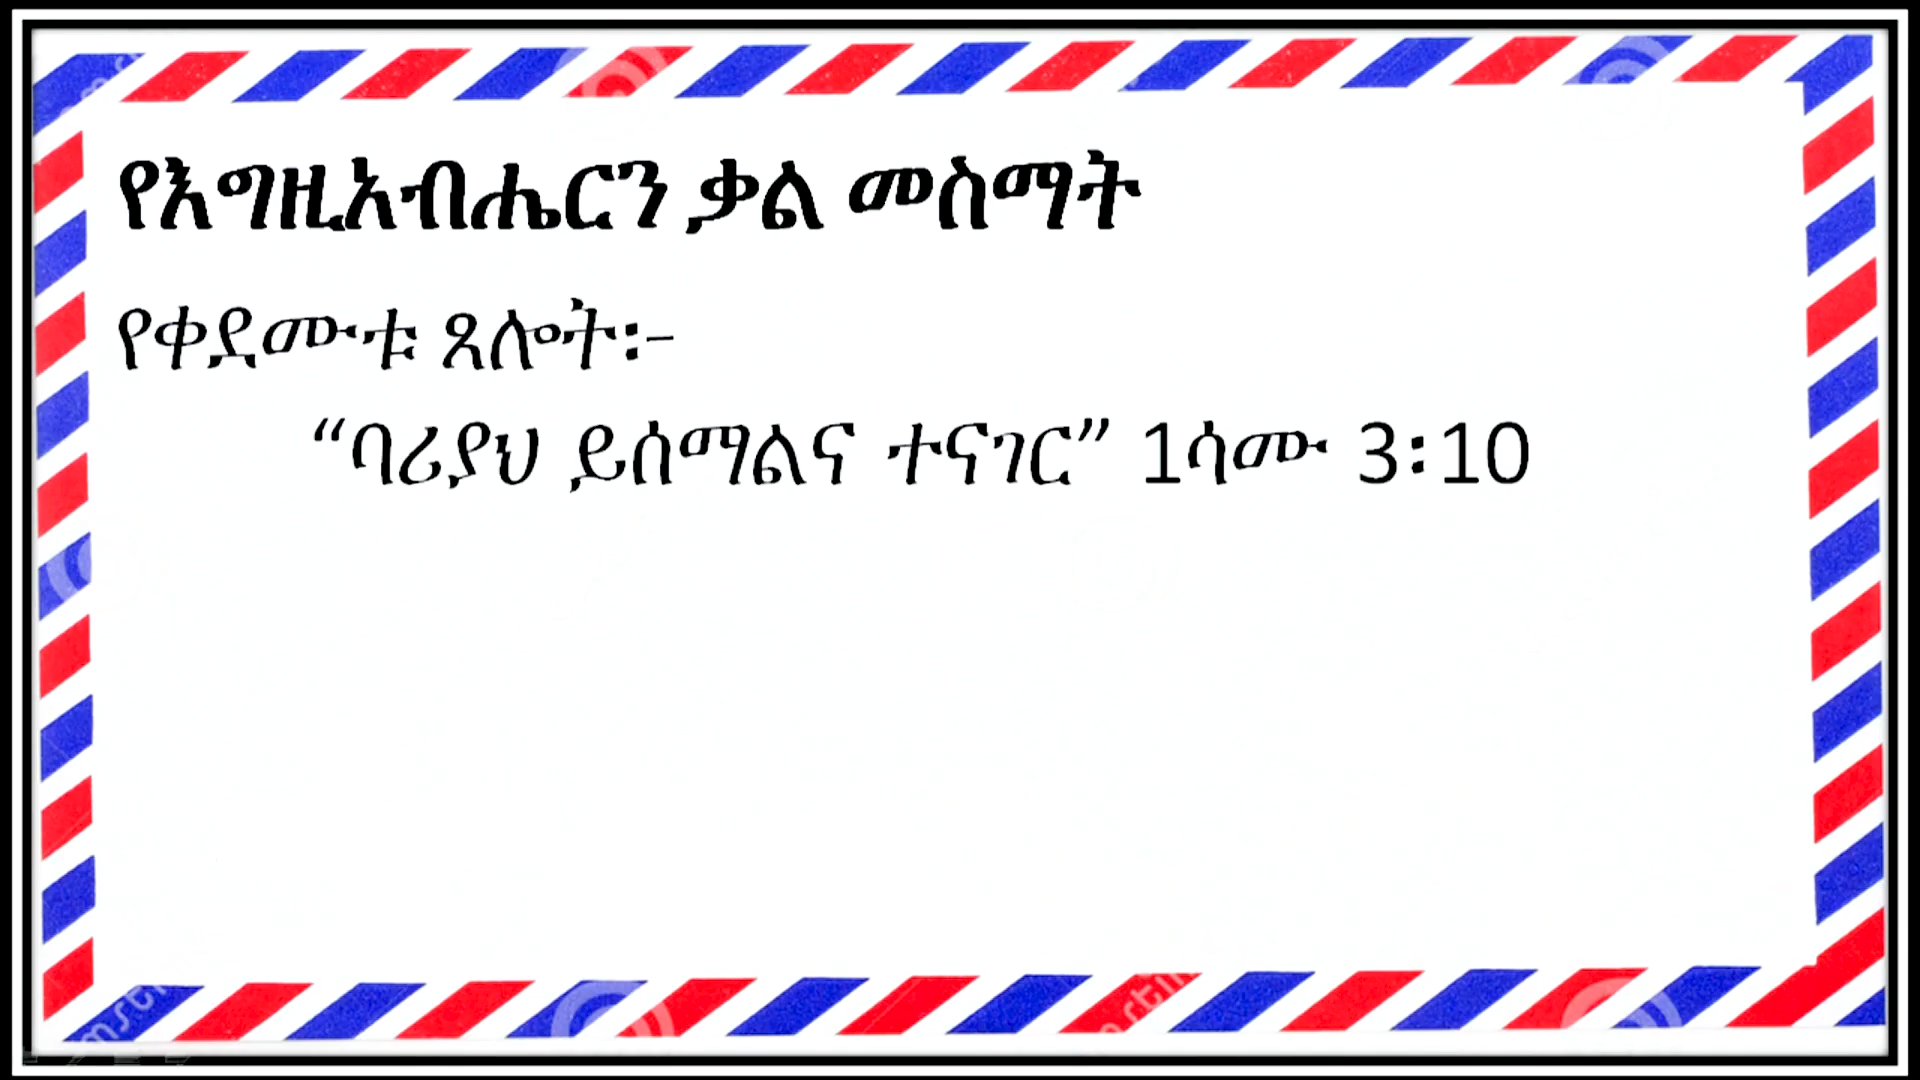 የእግዚአብሔርን ቃል መስማት
የቀደሙቱ ጸሎት፡-
“ባሪያህ ይሰማልና ተናገር” 1ሳሙ 3፡10